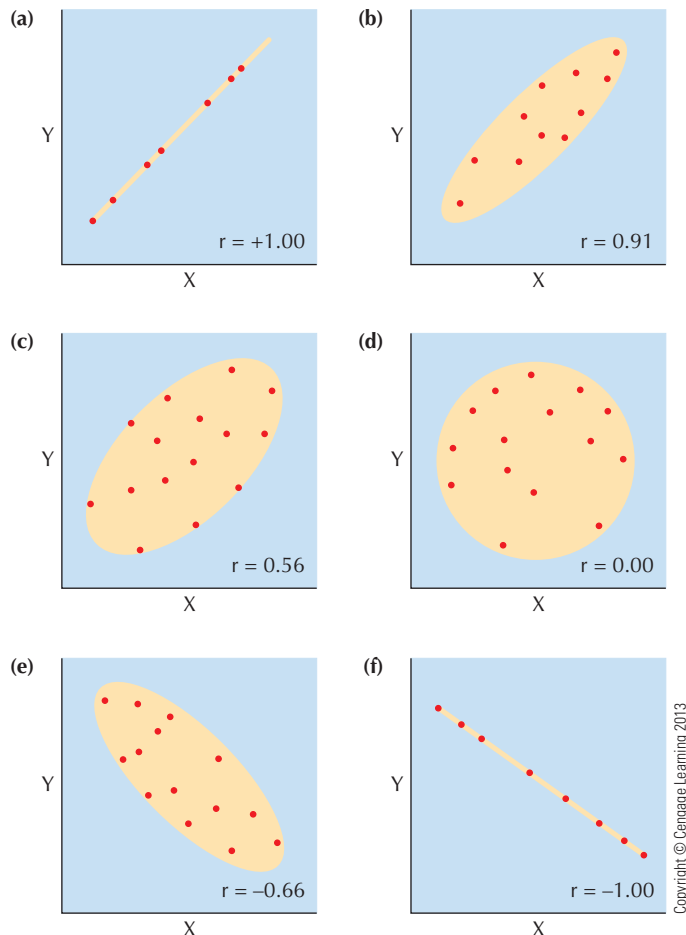 (a)
Y
r = +1.00
X
(b)
Y
r = 0.91
X
(c)
Y
r = 0.56
X
(d)
Y
r = 0.00
X
(e)
Y
r = –0.66
X
(f)
Y
r = –1.00
X
Copyright © Cengage Learning 2013